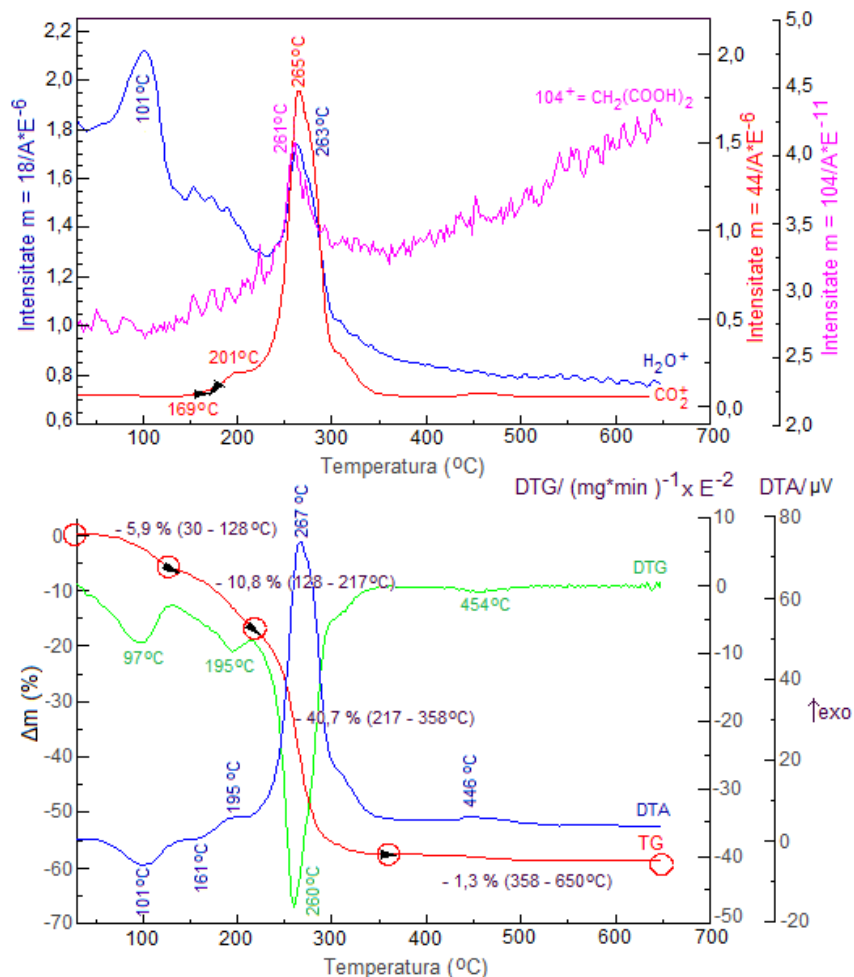 Intensitate m = 18/A*E⁻⁶
2,2
2,0
1,8
1,6
1,4
1,2
1,0
0,8
0,6
101ºC
261ºC
265ºC
263ºC
104⁺= CH₂(COOH)₂
201ºC
169ºC
H₂O⁺
CO₂⁺
2,0
1,5
1,0
0,5
0,0
Intensitate m = 44/A*E⁻⁶
5,0
4,5
4,0
3,5
3,0
2,5
2,0
Intensitate m = 104/A*E⁻¹¹
100 200 300 400 500 600 700
Temperatura (ºC)
DTG/ (mg*min )⁻¹x E⁻² DTA/ µV
Δm (%)
0
-10
-20
-30
-40
-50
-60
-70
- 5,9 % (30 - 128ºC)
- 10,8 % (128 - 217ºC)
- 40,7 % (217 - 358ºC)
- 1,3 % (358 - 650ºC)
267 ºC
97ºC
195ºC
DTG
454ºC
195 ºC
446 ºC
DTA
TG
101ºC
161ºC
260ºC
10
0
-10
-20
-30
-40
-50
80
60
40
20
0
-20
↑exo
100 200 300 400 500 600 700
Temperatura (ºC)